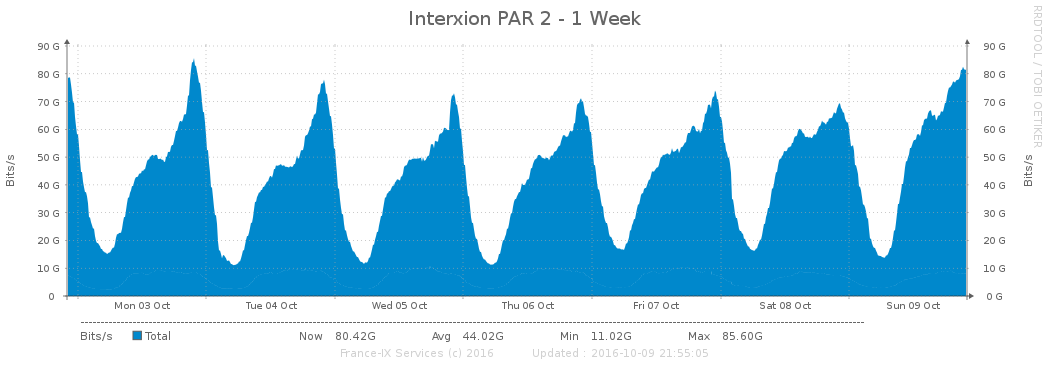 Interxion PAR 2 - 1 Week
RRDTOOL / TOBI OETIKER
90 G 90 G
80 G 80 G
70 G 70 G
60 G 60 G
50 G 50 G
40 G 40 G
30 G 30 G
20 G 20 G
10 G 10 G
0 0 G
Bits/s Bits/s
Mon 03 Oct Tue 04 Oct Wed 05 Oct Thu 06 Oct Fri 07 Oct Sat 08 Oct Sun 09 Oct
Bits/s Total Now 80.42G Avg 44.02G Min 11.02G Max 85.60G
France-IX Services (c) 2016 Updated : 2016-10-09 21:55:05